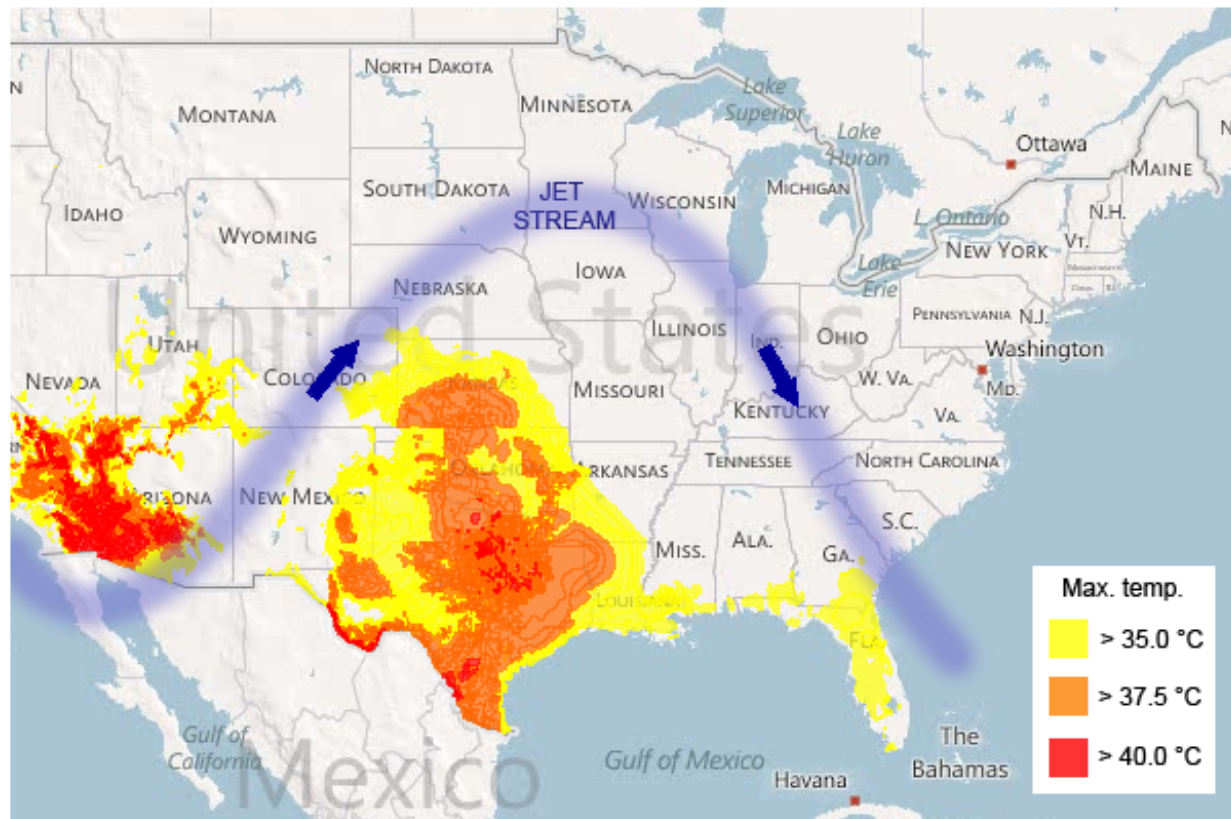 NORTH DAKOTA
MINNESOTA
Lake
Superior
MONTANA
Lake
Huron
Ottawa
MAINE
SOUTH DAKOTA
JET
STREAM
WISCONSIN
MICHIGAN
IDAHO
WYOMING
L. Ontario
N.H.
VT.
NEW YORK
IOWA
Lake
Erie
NEBRASKA
United States
PENNSYLVANIA
N.J.
ILLINOIS
IND.
OHIO
UTAH
Washington
NEVADA
COLORADO
KANSAS
MISSOURI
W. VA.
MD.
KENTUCKY
VA.
OKLAHOMA
ARKANSAS
TENNESSEE
NORTH CAROLINA
ARIZONA
NEW MEXICO
S.C.
MISS.
ALA.
GA.
LOUISIANA
FLA.
Max. temp.
> 35.0 °C
> 37.5 °C
> 40.0 °C
Gulf of
California
Mexico
Gulf of Mexico
The
Bahamas
Havana